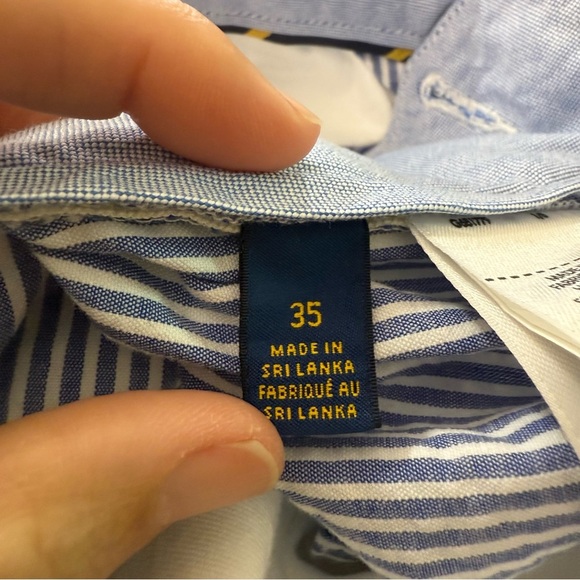 35
MADE IN
SRI LANKA
FABRIQUÉ AU
SRI LANKA